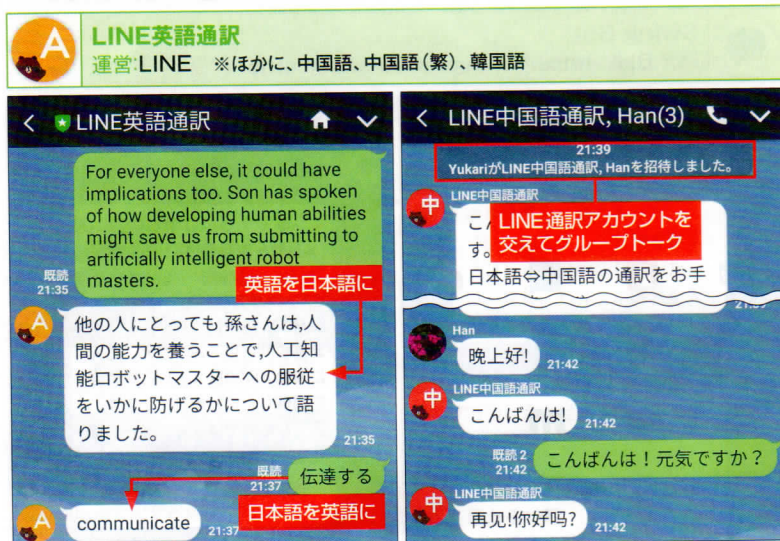 A
LINE英語通訳
運営:LINE ※ほかに、中国語、中国語(繁)、韓国語
LINE英語通訳
For everyone else, it could have
implications too. Son has spoken
of how developing human abilities
might save us from submitting to
artificially intelligent robot
masters.
既読
21:35
英語を日本語に
A
他の人にとっても 孫さんは,人
間の能力を養うことで,人工知
能ロボットマスターへの服従
をいかに防げるかについて語
りました。
21:35
既読
21:37
伝達する
日本語を英語に
A
communicate
21:37
LINE中国語通訳, Han(3)
21:39
YukariがLINE中国語通訳, Hanを招待しました。
中
LINE中国語通訳
LINE通訳アカウントを
交えてグループトーク
す。
日本語⇔中国語の通訳をお手
Han
晚上好!
21:42
中
LINE中国語通訳
こんばんは!
21:42
既読 2
21:42
こんばんは!元気ですか?
中
LINE中国語通訳
再见!你好吗?
21:42